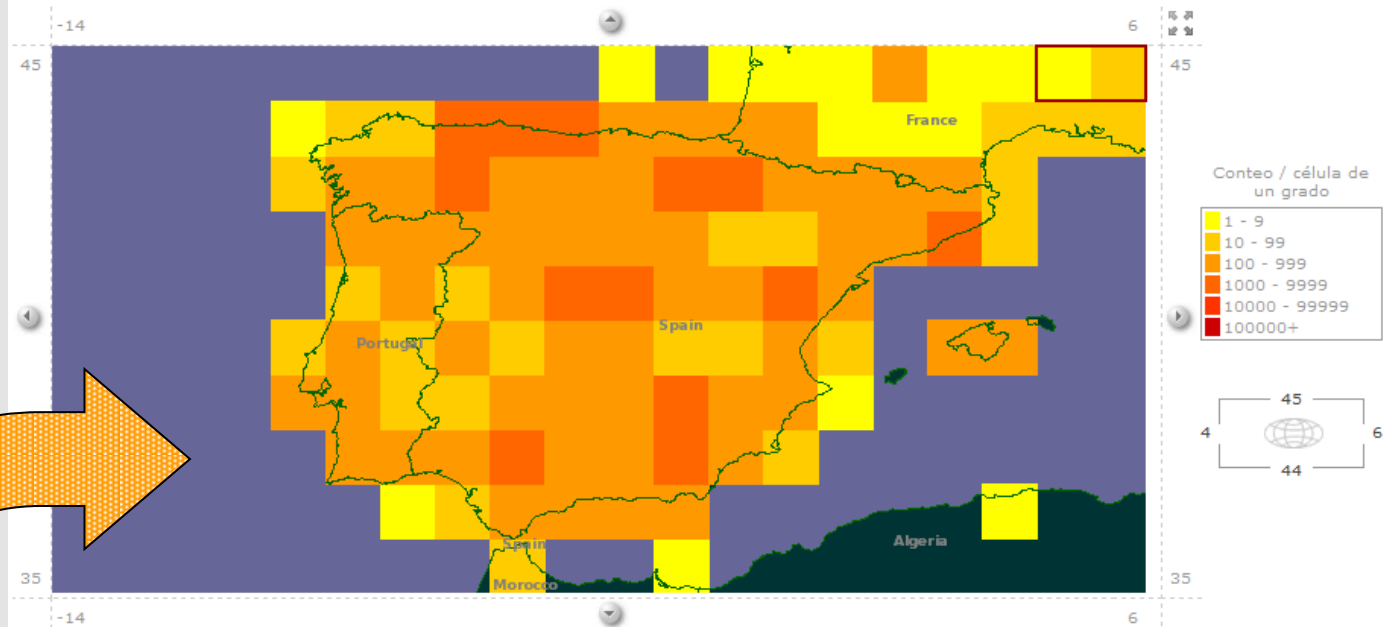 -14
6
45
45
France
Conteo / célula de
un grado
1 - 9
10 - 99
100 - 999
1000 - 9999
10000 - 99999
100000+
Spain
Portugal
45
4
6
44
Algeria
Spain
Morocco
35
35
-14
6